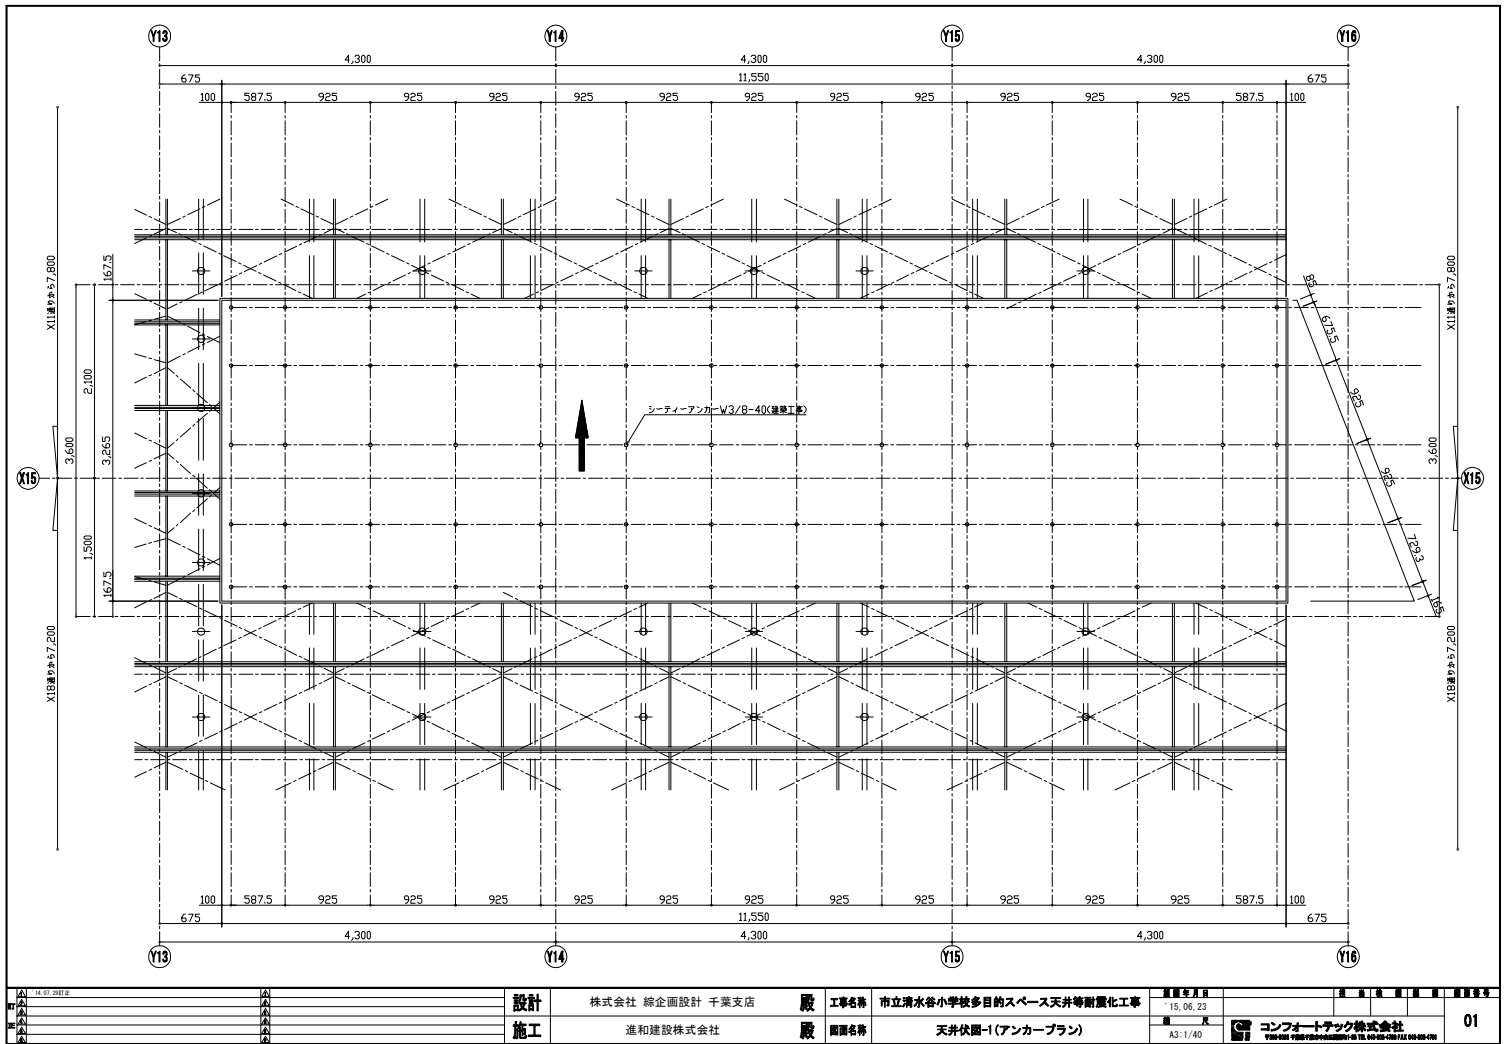 Y13 Y14 Y15 Y16
4,300 4,300 4,300
675 11,550 675
100 587.5 925 925 925 925 925 925 925 925 925 925 925 587.5 100
X11通りから7,800
167.5
2,100
3,600
3,265
1,500
167.5
X18通りから7,200
X15
シーティーアンカーW3/8-40(建築工事)
85
675.5
925
925
729.3
165
X11通りから7,800
3,600
X15
X18通りから7,200
100 587.5 925 925 925 925 925 925 925 925 925 925 925 587.5 100
675 11,550 675
4,300 4,300 4,300
Y13 Y14 Y15 Y16
'14.07.29訂正
設計 株式会社 綜企画設計 千葉支店 殿
施工 進和建設株式会社 殿
工事名称 市立清水谷小学校多目的スペース天井等耐震化工事
図面名称 天井伏図-1(アンカープラン)
'15.06.23
A3:1/40
コンフォートテック株式会社
01